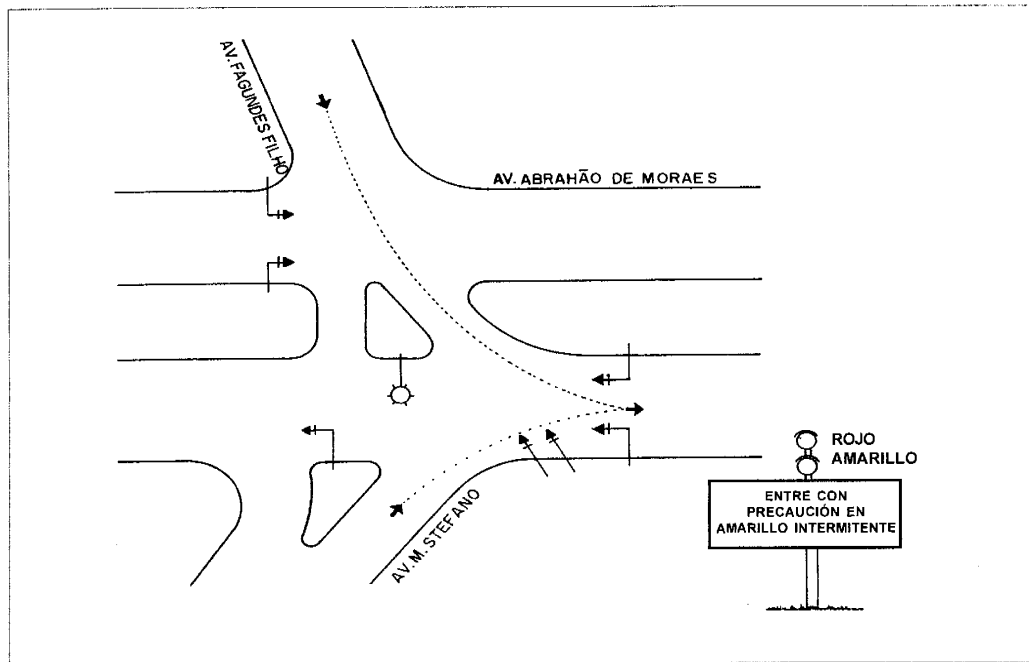 AV. FAGUNDES FILHO
AV. ABRAHÃO DE MORAES
AV. M. STEFANO
ROJO
AMARILLO
ENTRE CON
PRECAUCIÓN EN
AMARILLO INTERMITENTE